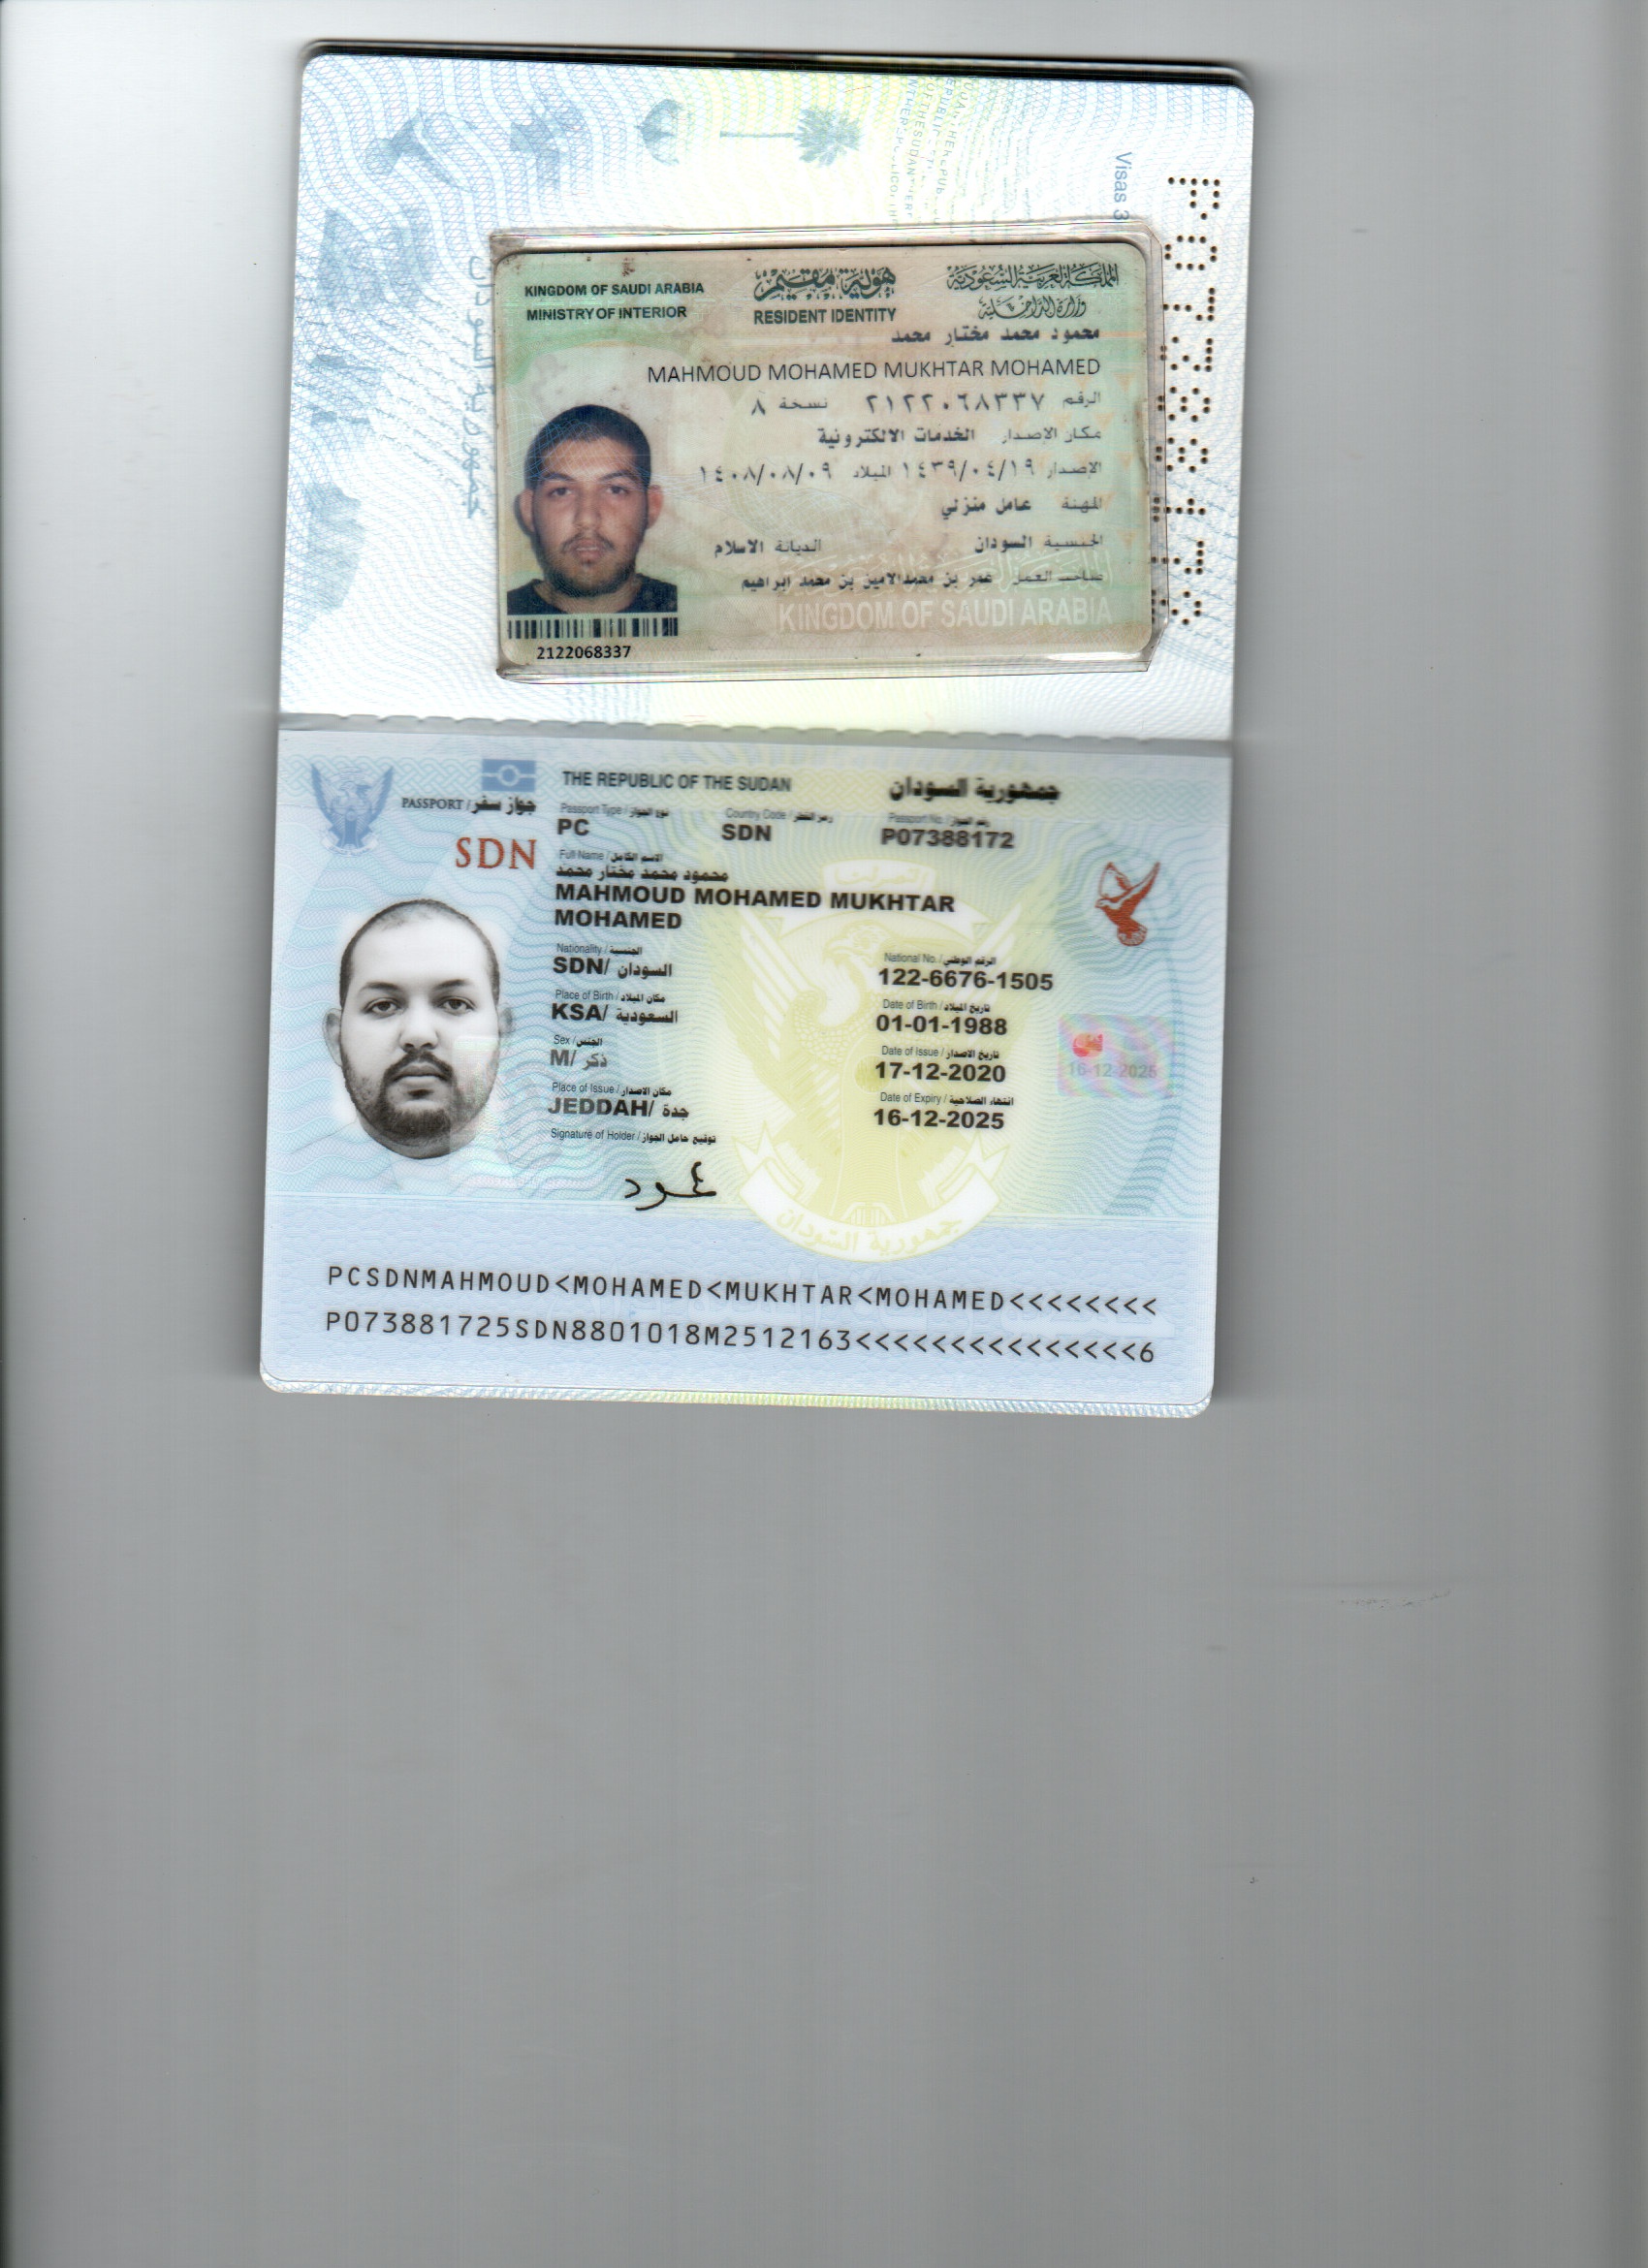 Visas 3
KINGDOM OF SAUDI ARABIA
MINISTRY OF INTERIOR
هوية مقيم
RESIDENT IDENTITY
المملكة العربية السعودية
وزارة الداخلية
محمود محمد مختار محمد
MAHMOUD MOHAMED MUKHTAR MOHAMED
الرقم ٢١٢٢٠٦٨٣٣٧ نسخة ٨
مكان الاصدار الخدمات الالكترونية
الإصدار ١٤٣٩/٠٤/١٩ الميلاد ١٤٠٨/٠٨/٠٩
المهنة عامل منزلي
الجنسية السودان الديانة الاسلام
صاحب العمل عمر بن محمدالامين بن محمد ابراهيم
KINGDOM OF SAUDI ARABIA
2122068337
PASSPORT / جواز سفر
SDN
THE REPUBLIC OF THE SUDAN جمهورية السودان
Passport Type / نوع الجواز Country Code / رمز القطر Passport No. / رقم الجواز
PC SDN P07388172
Full Name / الاسم الكامل
محمود محمد مختار محمد
MAHMOUD MOHAMED MUKHTAR
MOHAMED
Nationality / الجنسية National No. / الرقم الوطني
SDN/ السودان 122-6676-1505
Place of Birth / مكان الميلاد Date of Birth / تاريخ الميلاد
KSA/ السعودية 01-01-1988
Sex / الجنس Date of Issue / تاريخ الاصدار
M/ ذكر 17-12-2020
Place of Issue / مكان الاصدار Date of Expiry / انتهاء الصلاحية
JEDDAH/ جدة 16-12-2025
16-12-2025
Signature of Holder / توقيع حامل الجواز
محمود
جمهورية السودان
PCSDNMAHMOUD<MOHAMED<MUKHTAR<MOHAMED<<<<<<<<
P073881725SDN8801018M2512163<<<<<<<<<<<<<<<6